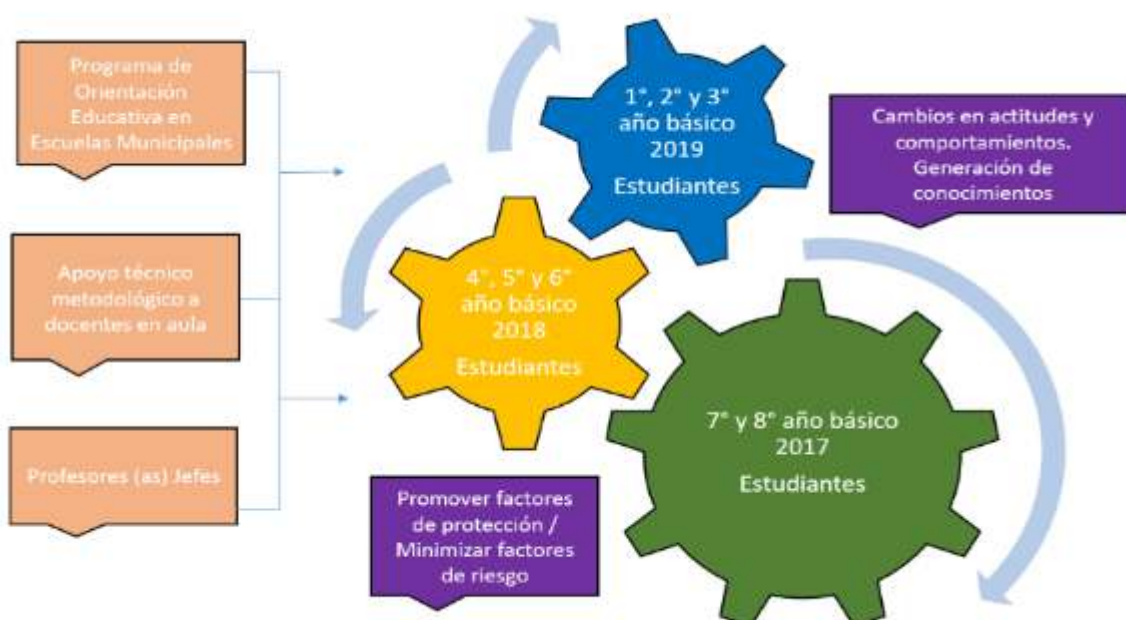 Programa de
Orientación
Educativa en
Escuelas Municipales
Apoyo técnico
metodológico a
docentes en aula
Profesores (as) Jefes
1°, 2° y 3°
año básico
2019
Estudiantes
4°, 5° y 6°
año básico
2018
Estudiantes
7° y 8° año básico
2017
Estudiantes
Cambios en actitudes y
comportamientos.
Generación de
conocimientos
Promover factores
de protección /
Minimizar factores
de riesgo